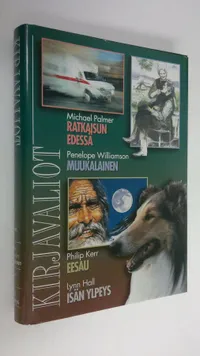 KIRJAVALIOT
Michael Palmer
RATKAISUN
EDESSÄ
Penelope Williamson
MUUKALAINEN
Philip Kerr
EESAU
Lynn Hall
ISÄN YLPEYS
KIRJAVALIOT